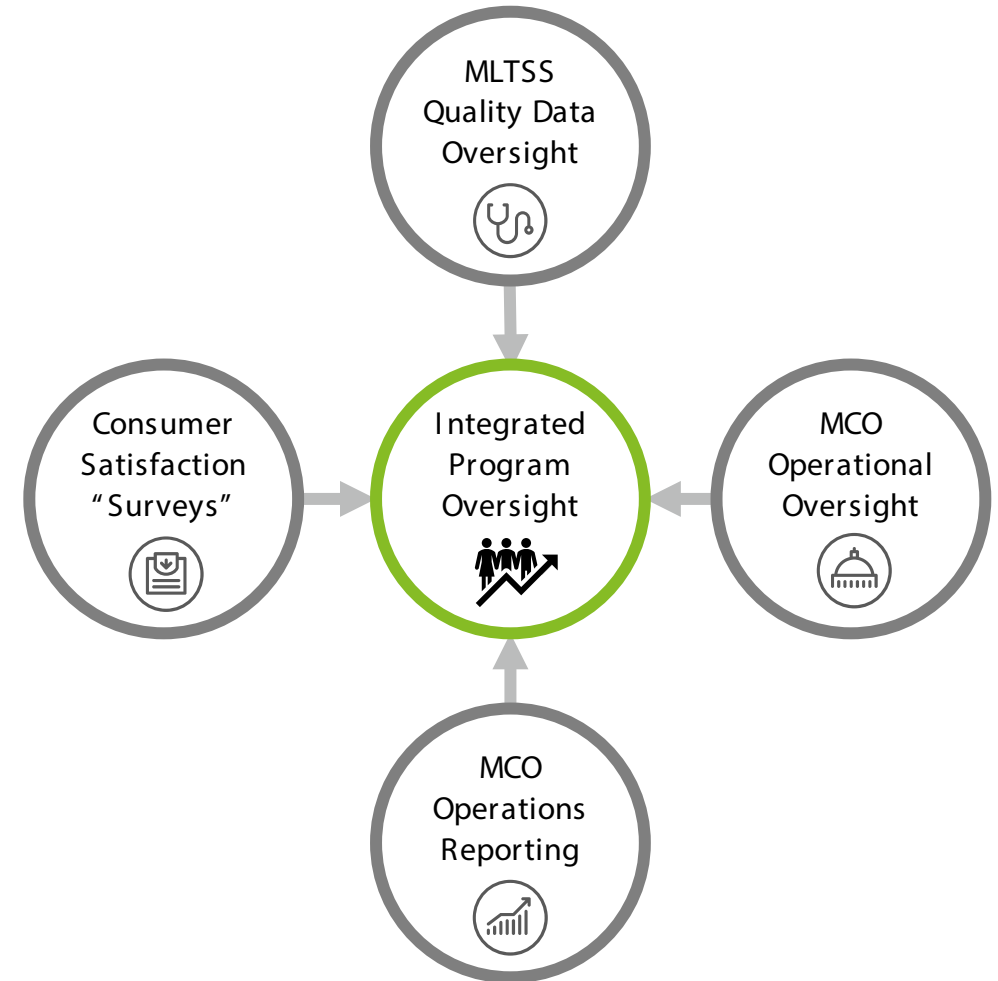 MLTSS
Quality Data
Oversight
Consumer
Satisfaction
“Surveys”
Integrated
Program
Oversight
MCO
Operational
Oversight
MCO
Operations
Reporting